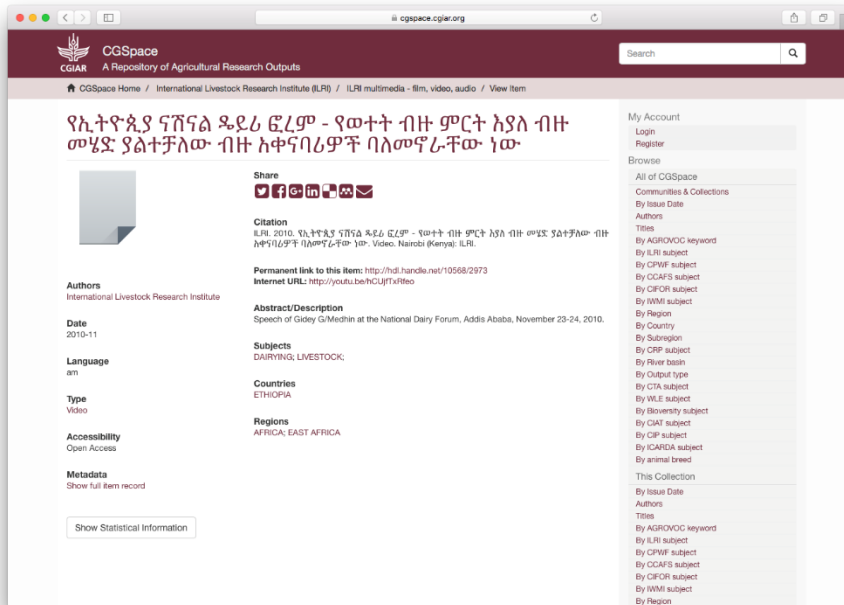 cgspace.cgiar.org
CGIAR
CGSpace
A Repository of Agricultural Research Outputs
Search
CGSpace Home / International Livestock Research Institute (ILRI) / ILRI multimedia - film, video, audio / View Item
የኢትዮጲያ ናሽናል ዴይሪ ፎረም - የወተት ብዙ ምርት እያለ ብዙ
መሄድ ያልተቻለው ብዙ አቀናባሪዎች ባለመኖራቸው ነው
Share
Citation
ILRI. 2010. የኢትዮጲያ ናሽናል ዴይሪ ፎረም - የወተት ብዙ ምርት እያለ ብዙ መሄድ ያልተቻለው ብዙ
አቀናባሪዎች ባለመኖራቸው ነው. Video. Nairobi (Kenya): ILRI.
Permanent link to this item: http://hdl.handle.net/10568/2973
Internet URL: http://youtu.be/hCUjfTxRfeo
Abstract/Description
Speech of Gidey G/Medhin at the National Dairy Forum, Addis Ababa, November 23-24, 2010.
Subjects
DAIRYING; LIVESTOCK;
Countries
ETHIOPIA
Regions
AFRICA; EAST AFRICA
Authors
International Livestock Research Institute
Date
2010-11
Language
am
Type
Video
Accessibility
Open Access
Metadata
Show full item record
Show Statistical Information
My Account
Login
Register
Browse
All of CGSpace
Communities & Collections
By Issue Date
Authors
Titles
By AGROVOC keyword
By ILRI subject
By CPWF subject
By CCAFS subject
By CIFOR subject
By IWMI subject
By Region
By Country
By Subregion
By CRP subject
By River basin
By Output type
By CTA subject
By WLE subject
By Bioversity subject
By CIAT subject
By CIP subject
By ICARDA subject
By animal breed
This Collection
By Issue Date
Authors
Titles
By AGROVOC keyword
By ILRI subject
By CPWF subject
By CCAFS subject
By CIFOR subject
By IWMI subject
By Region